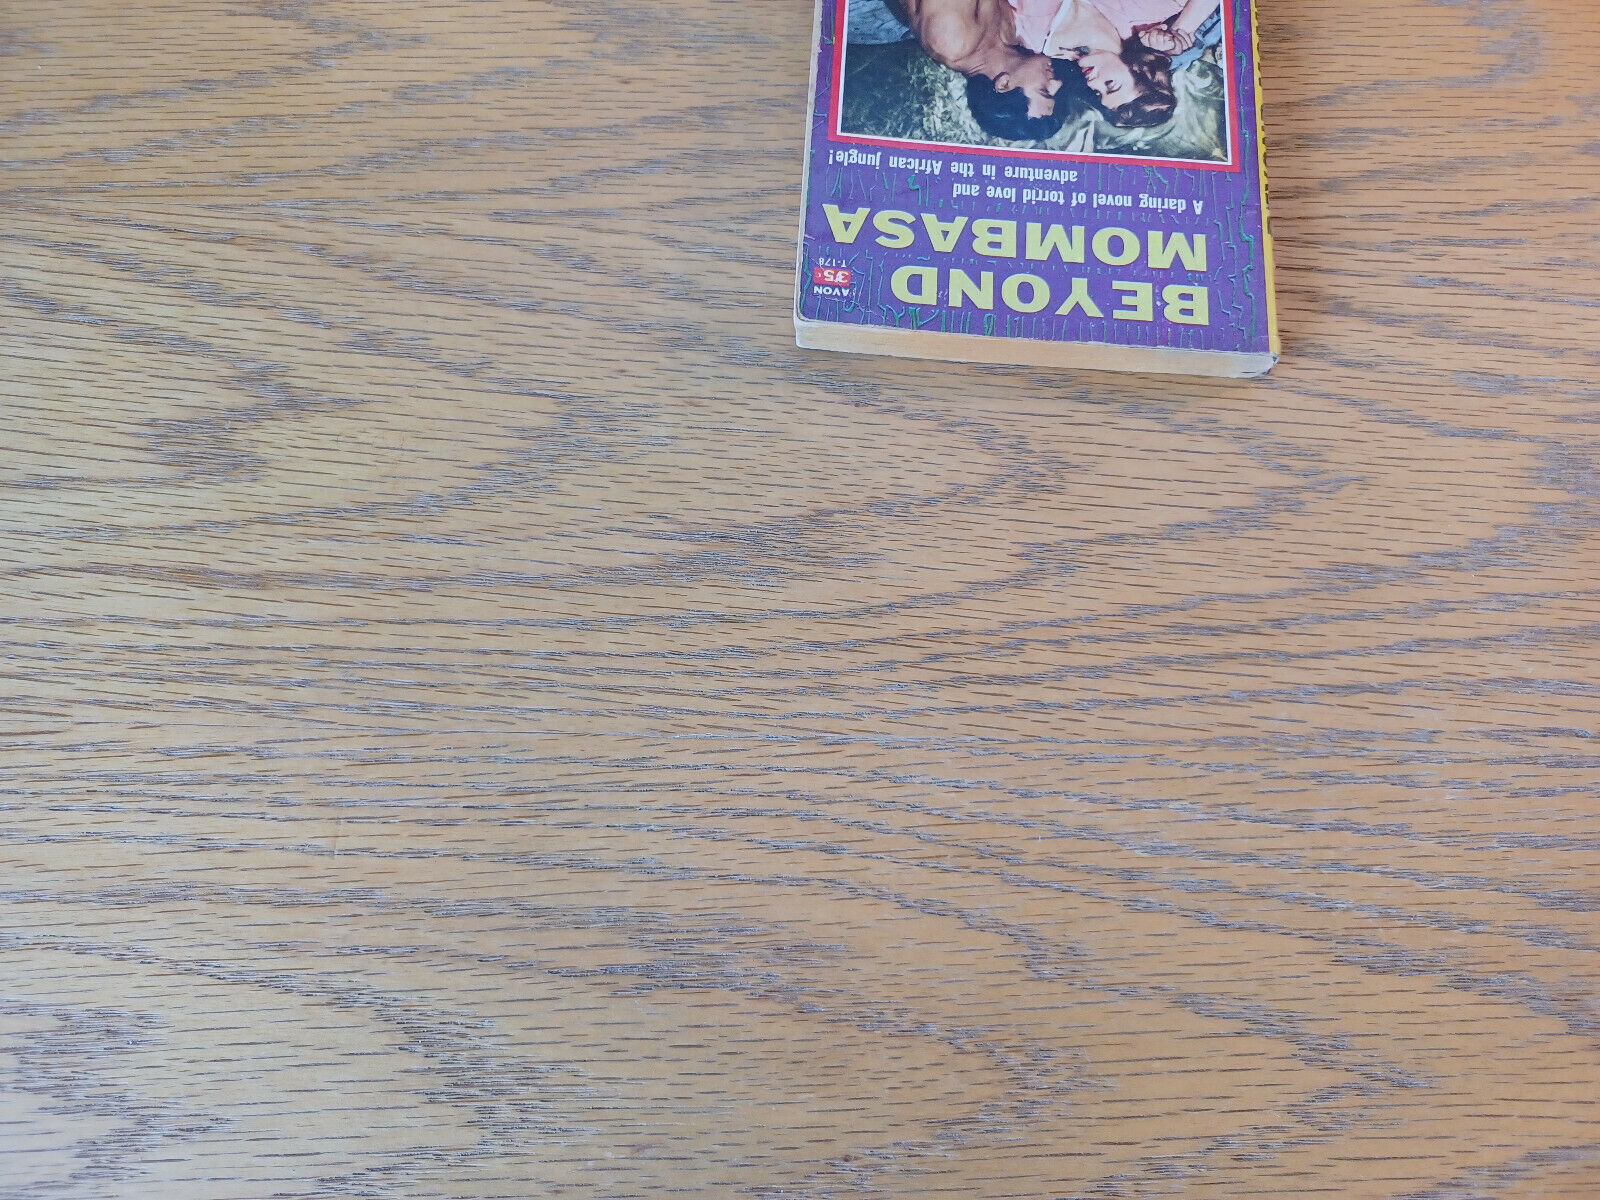 AVON
35¢
T-178
BEYOND
MOMBASA
A daring novel of torrid love and
adventure in the African jungle!